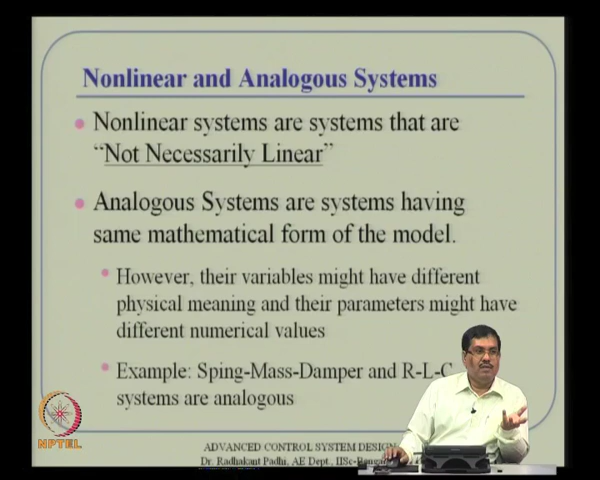 Nonlinear and Analogous Systems
Nonlinear systems are systems that are
"Not Necessarily Linear"
Analogous Systems are systems having
same mathematical form of the model.
However, their variables might have different
physical meaning and their parameters might have
different numerical values
Example: Sping-Mass-Damper and R-L-C
systems are analogous
NPTEL
ADVANCED CONTROL SYSTEM DESIGN
Dr. Radhakant Padhi, AE Dept., IISc-Bangalore